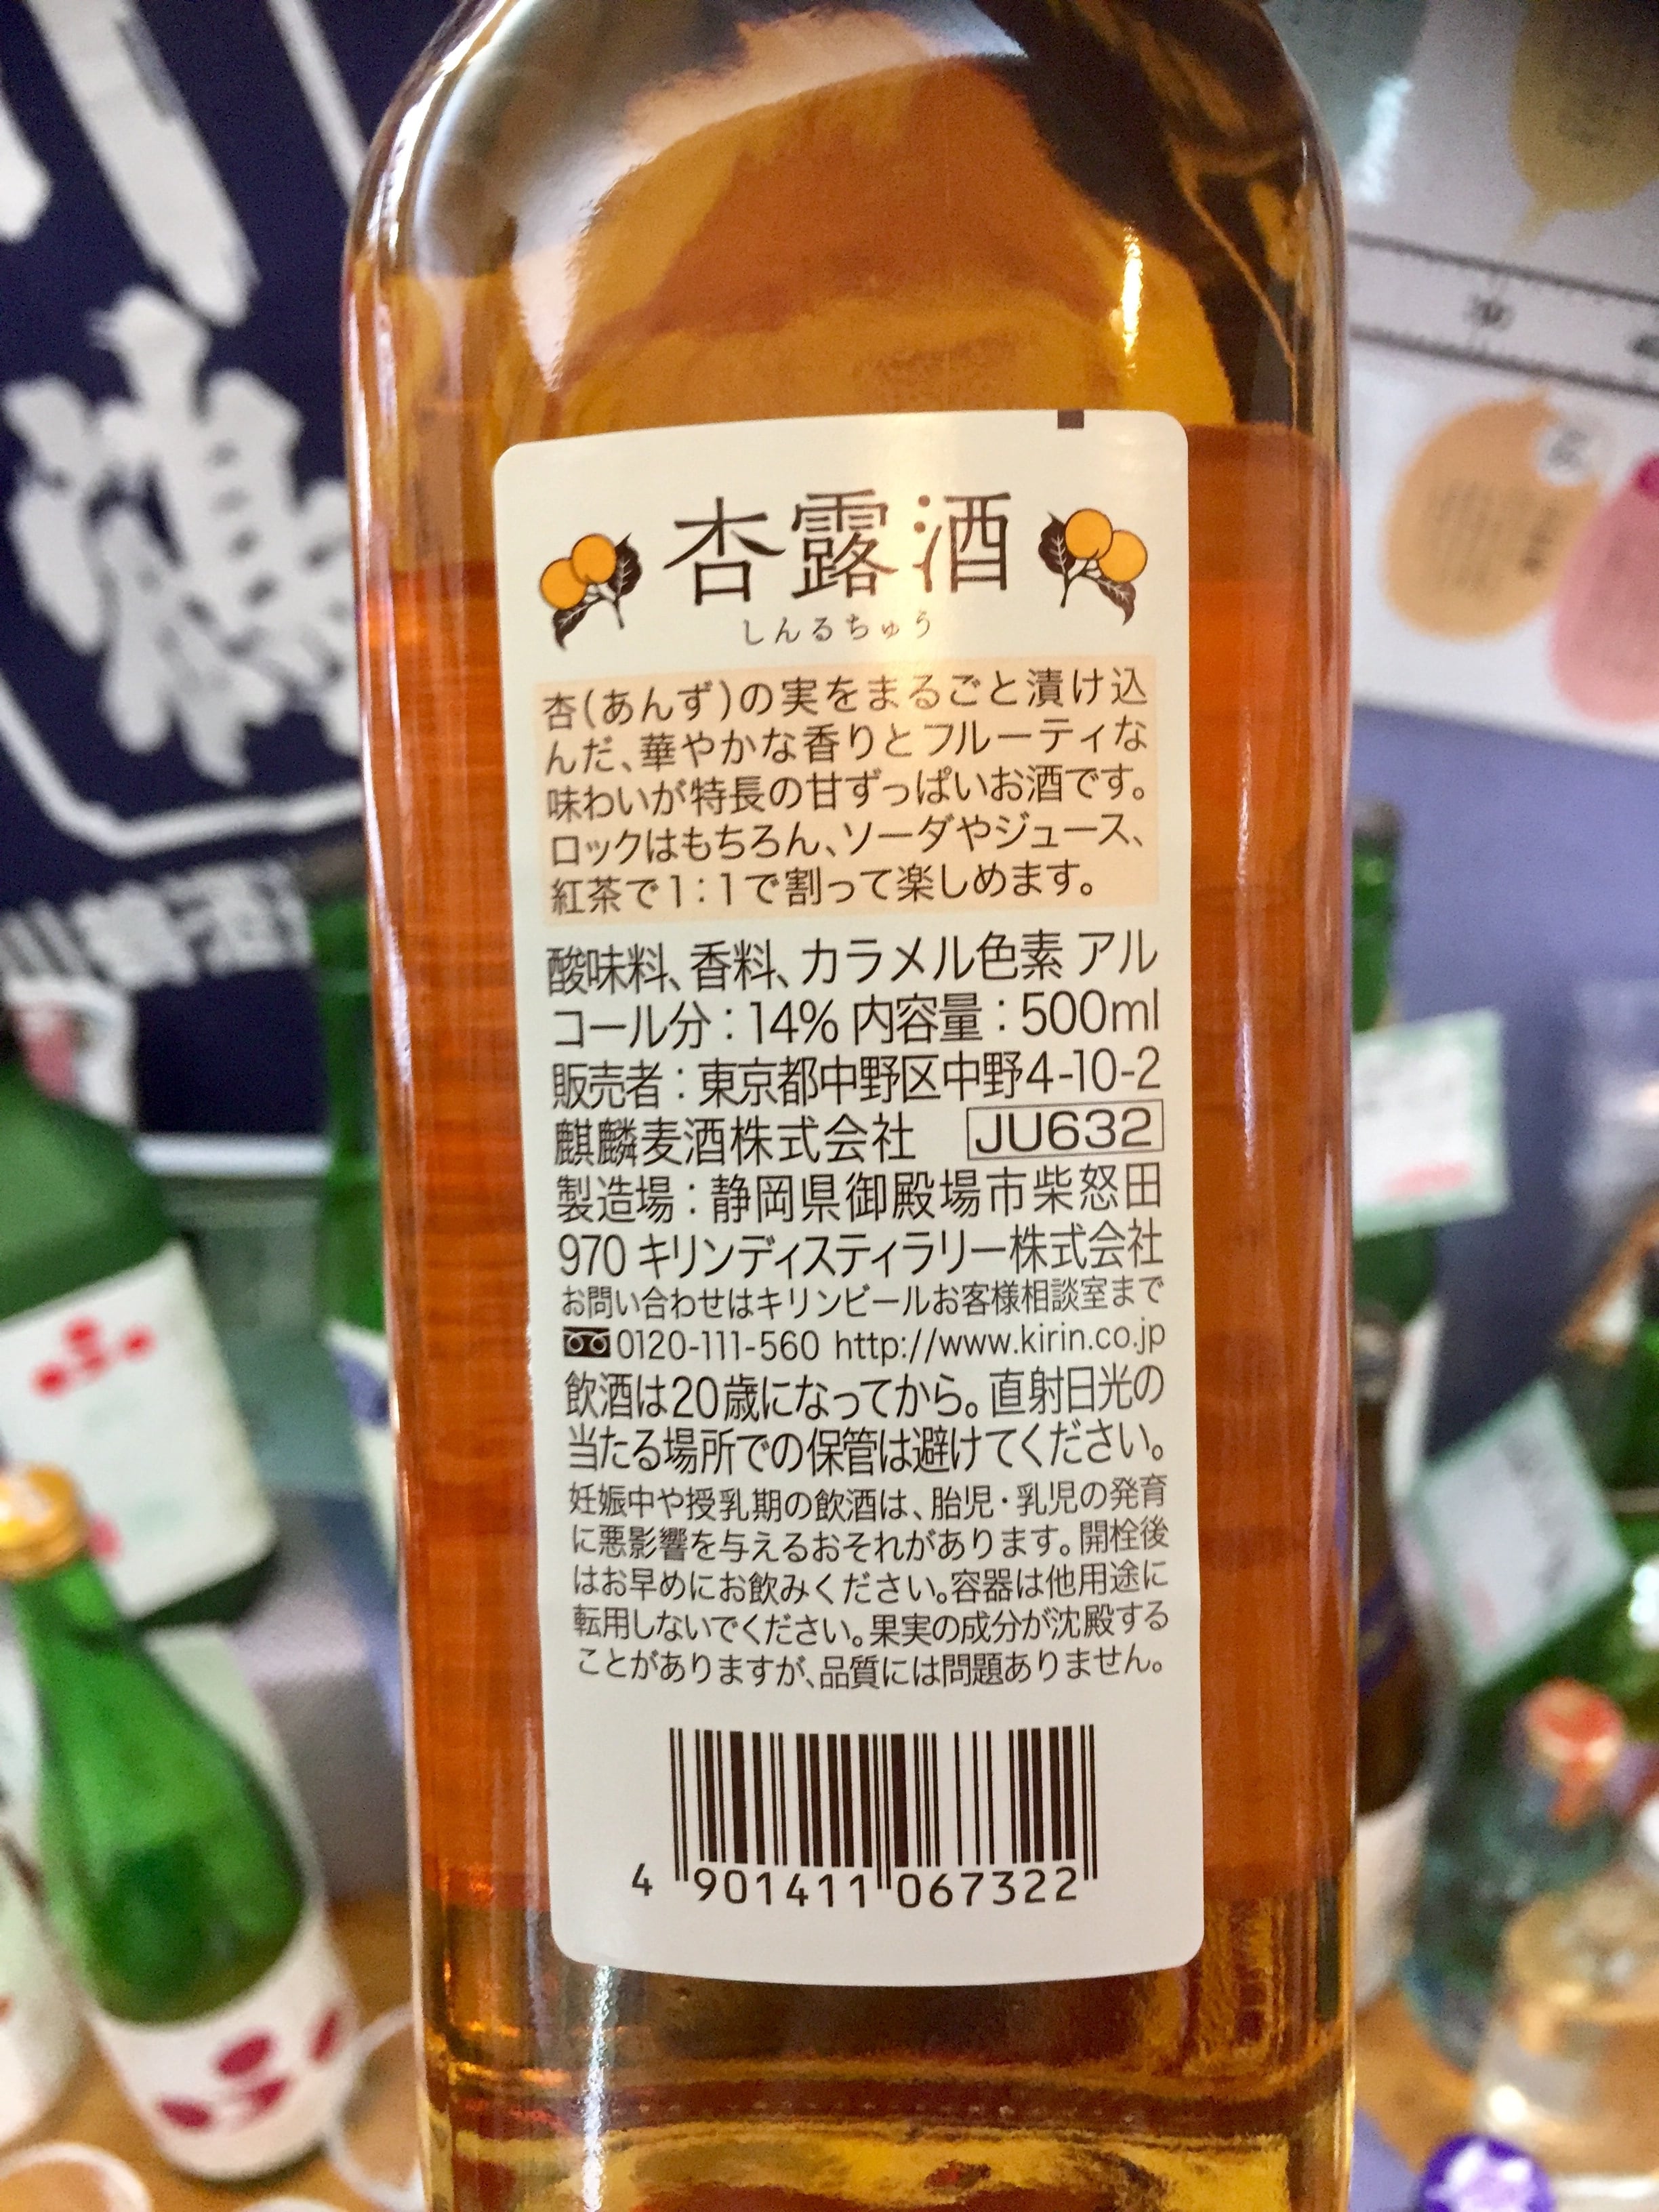 杏露酒
しんるちゅう
杏(あんず)の実をまるごと漬け込
んだ、華やかな香りとフルーティな
味わいが特長の甘ずっぱいお酒です。
ロックはもちろん、ソーダやジュース、
紅茶で1:1で割って楽しめます。
酸味料、香料、カラメル色素 アル
コール分:14% 内容量:500ml
販売者:東京都中野区中野4-10-2
麒麟麦酒株式会社 JU632
製造場:静岡県御殿場市柴怒田
970 キリンディスティラリー株式会社
お問い合わせはキリンビールお客様相談室まで
0120-111-560 http://www.kirin.co.jp
飲酒は20歳になってから。直射日光の
当たる場所での保管は避けてください。
妊娠中や授乳期の飲酒は、胎児・乳児の発育
に悪影響を与えるおそれがあります。開栓後
はお早めにお飲みください。容器は他用途に
転用しないでください。果実の成分が沈殿する
ことがありますが、品質には問題ありません。
4 901411 067322